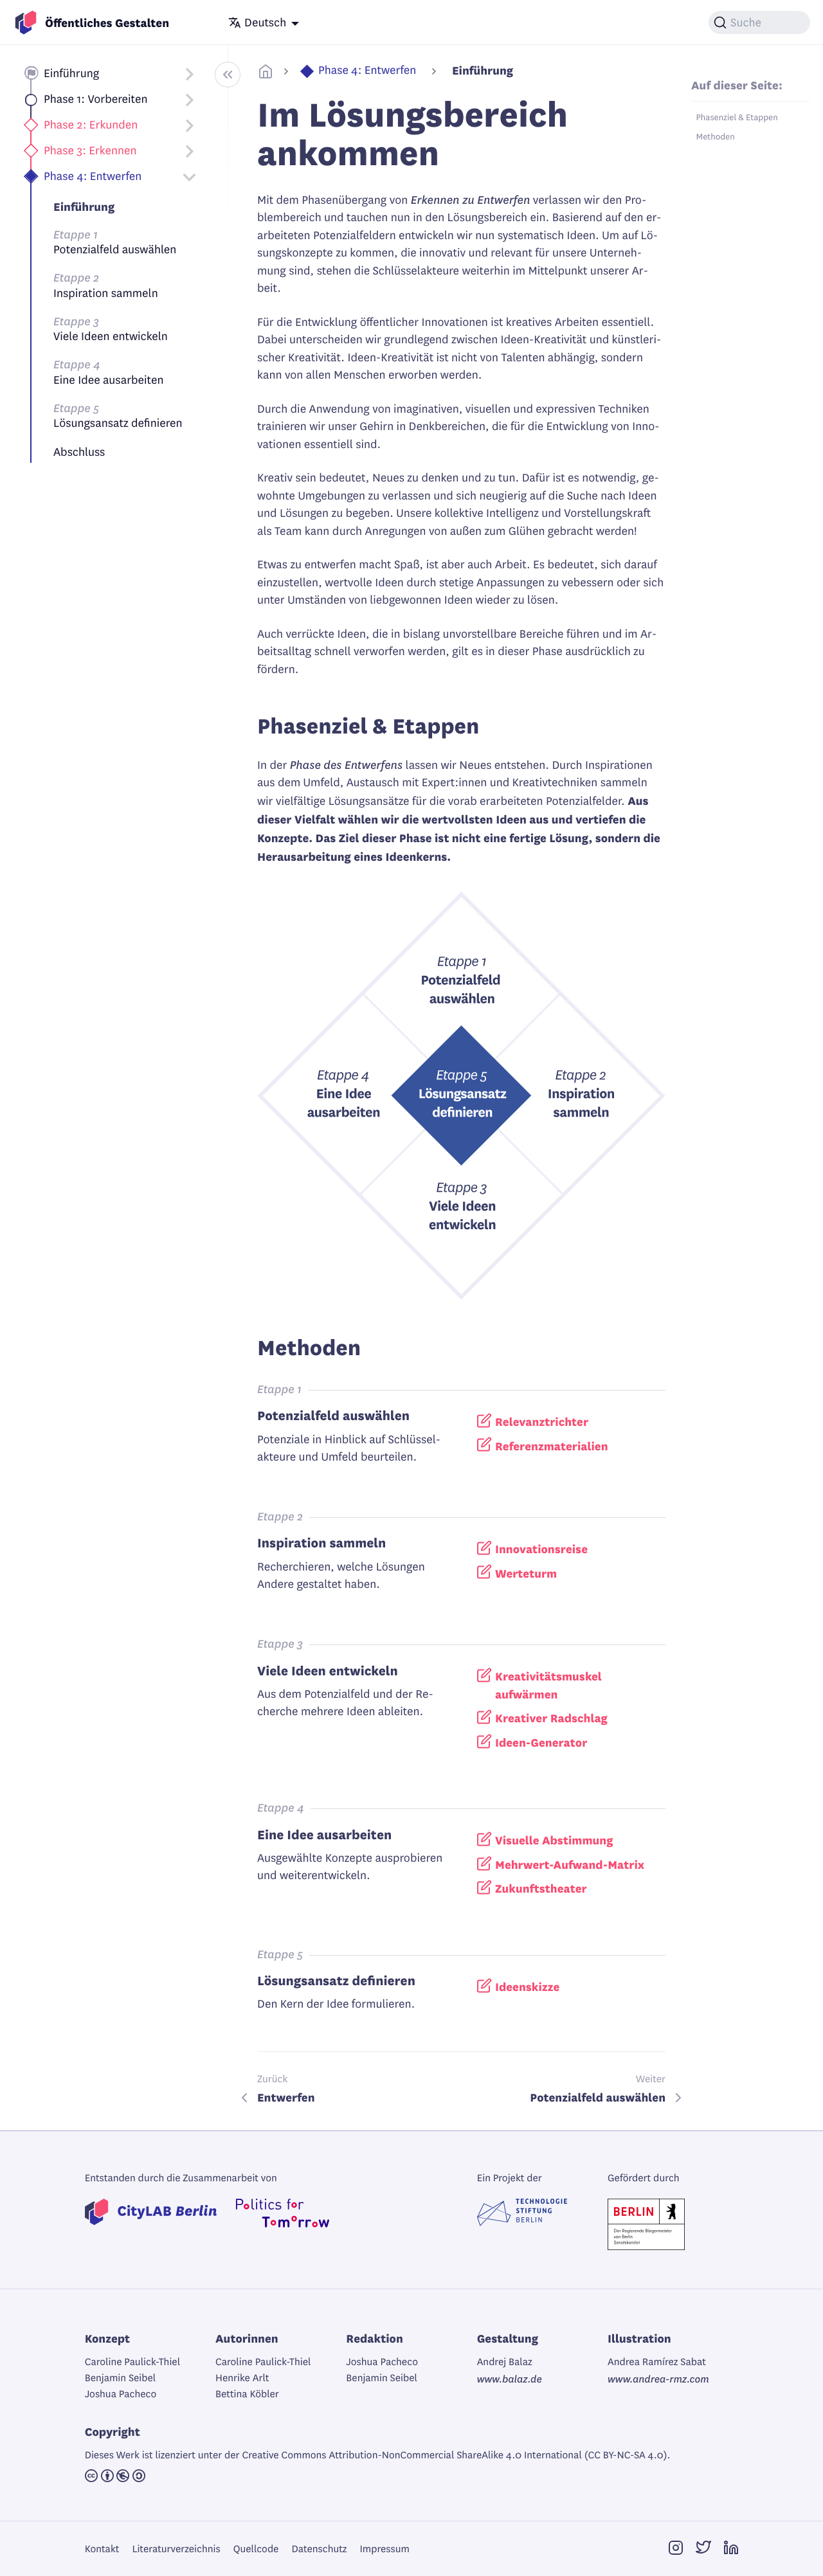 Öffentliches Gestalten
Deutsch
Suche
Einführung
Phase 1: Vorbereiten
Phase 2: Erkunden
Phase 3: Erkennen
Phase 4: Entwerfen
Einführung
Etappe 1
Potenzialfeld auswählen
Etappe 2
Inspiration sammeln
Etappe 3
Viele Ideen entwickeln
Etappe 4
Eine Idee ausarbeiten
Etappe 5
Lösungsansatz definieren
Abschluss
Phase 4: Entwerfen
Einführung
Im Lösungsbereich
ankommen
Mit dem Phasenübergang von Erkennen zu Entwerfen verlassen wir den Pro-
blembereich und tauchen nun in den Lösungsbereich ein. Basierend auf den er-
arbeiteten Potenzialfeldern entwickeln wir nun systematisch Ideen. Um auf Lö-
sungskonzepte zu kommen, die innovativ und relevant für unsere Unterneh-
mung sind, stehen die Schlüsselakteure weiterhin im Mittelpunkt unserer Ar-
beit.
Für die Entwicklung öffentlicher Innovationen ist kreatives Arbeiten essentiell.
Dabei unterscheiden wir grundlegend zwischen Ideen-Kreativität und künstleri-
scher Kreativität. Ideen-Kreativität ist nicht von Talenten abhängig, sondern
kann von allen Menschen erworben werden.
Durch die Anwendung von imaginativen, visuellen und expressiven Techniken
trainieren wir unser Gehirn in Denkbereichen, die für die Entwicklung von Inno-
vationen essentiell sind.
Kreativ sein bedeutet, Neues zu denken und zu tun. Dafür ist es notwendig, ge-
wohnte Umgebungen zu verlassen und sich neugierig auf die Suche nach Ideen
und Lösungen zu begeben. Unsere kollektive Intelligenz und Vorstellungskraft
als Team kann durch Anregungen von außen zum Glühen gebracht werden!
Etwas zu entwerfen macht Spaß, ist aber auch Arbeit. Es bedeutet, sich darauf
einzustellen, wertvolle Ideen durch stetige Anpassungen zu vebessern oder sich
unter Umständen von liebgewonnen Ideen wieder zu lösen.
Auch verrückte Ideen, die in bislang unvorstellbare Bereiche führen und im Ar-
beitsalltag schnell verworfen werden, gilt es in dieser Phase ausdrücklich zu
fördern.
Auf dieser Seite:
Phasenziel & Etappen
Methoden
Phasenziel & Etappen
In der Phase des Entwerfens lassen wir Neues entstehen. Durch Inspirationen
aus dem Umfeld, Austausch mit Expert:innen und Kreativtechniken sammeln
wir vielfältige Lösungsansätze für die vorab erarbeiteten Potenzialfelder. Aus
dieser Vielfalt wählen wir die wertvollsten Ideen aus und vertiefen die
Konzepte. Das Ziel dieser Phase ist nicht eine fertige Lösung, sondern die
Herausarbeitung eines Ideenkerns.
Etappe 1
Potenzialfeld
auswählen
Etappe 4
Eine Idee
ausarbeiten
Etappe 5
Lösungsansatz
definieren
Etappe 2
Inspiration
sammeln
Etappe 3
Viele Ideen
entwickeln
Methoden
Etappe 1
Potenzialfeld auswählen
Potenziale in Hinblick auf Schlüssel-
akteure und Umfeld beurteilen.
Relevanztrichter
Referenzmaterialien
Etappe 2
Inspiration sammeln
Recherchieren, welche Lösungen
Andere gestaltet haben.
Innovationsreise
Werteturm
Etappe 3
Viele Ideen entwickeln
Aus dem Potenzialfeld und der Re-
cherche mehrere Ideen ableiten.
Kreativitätsmuskel
aufwärmen
Kreativer Radschlag
Ideen-Generator
Etappe 4
Eine Idee ausarbeiten
Ausgewählte Konzepte ausprobieren
und weiterentwickeln.
Visuelle Abstimmung
Mehrwert-Aufwand-Matrix
Zukunftstheater
Etappe 5
Lösungsansatz definieren
Den Kern der Idee formulieren.
Ideenskizze
Zurück
Entwerfen
Weiter
Potenzialfeld auswählen
Entstanden durch die Zusammenarbeit von
CityLAB Berlin
Politics for
Tomorrow
Ein Projekt der
TECHNOLOGIE
STIFTUNG
BERLIN
Gefördert durch
BERLIN
Der Regierende Bürgermeister
von Berlin
Senatskanzlei
Konzept
Caroline Paulick-Thiel
Benjamin Seibel
Joshua Pacheco
Autorinnen
Caroline Paulick-Thiel
Henrike Arlt
Bettina Köbler
Redaktion
Joshua Pacheco
Benjamin Seibel
Gestaltung
Andrej Balaz
www.balaz.de
Illustration
Andrea Ramírez Sabat
www.andrea-rmz.com
Copyright
Dieses Werk ist lizenziert unter der Creative Commons Attribution-NonCommercial ShareAlike 4.0 International (CC BY-NC-SA 4.0).
Kontakt
Literaturverzeichnis
Quellcode
Datenschutz
Impressum